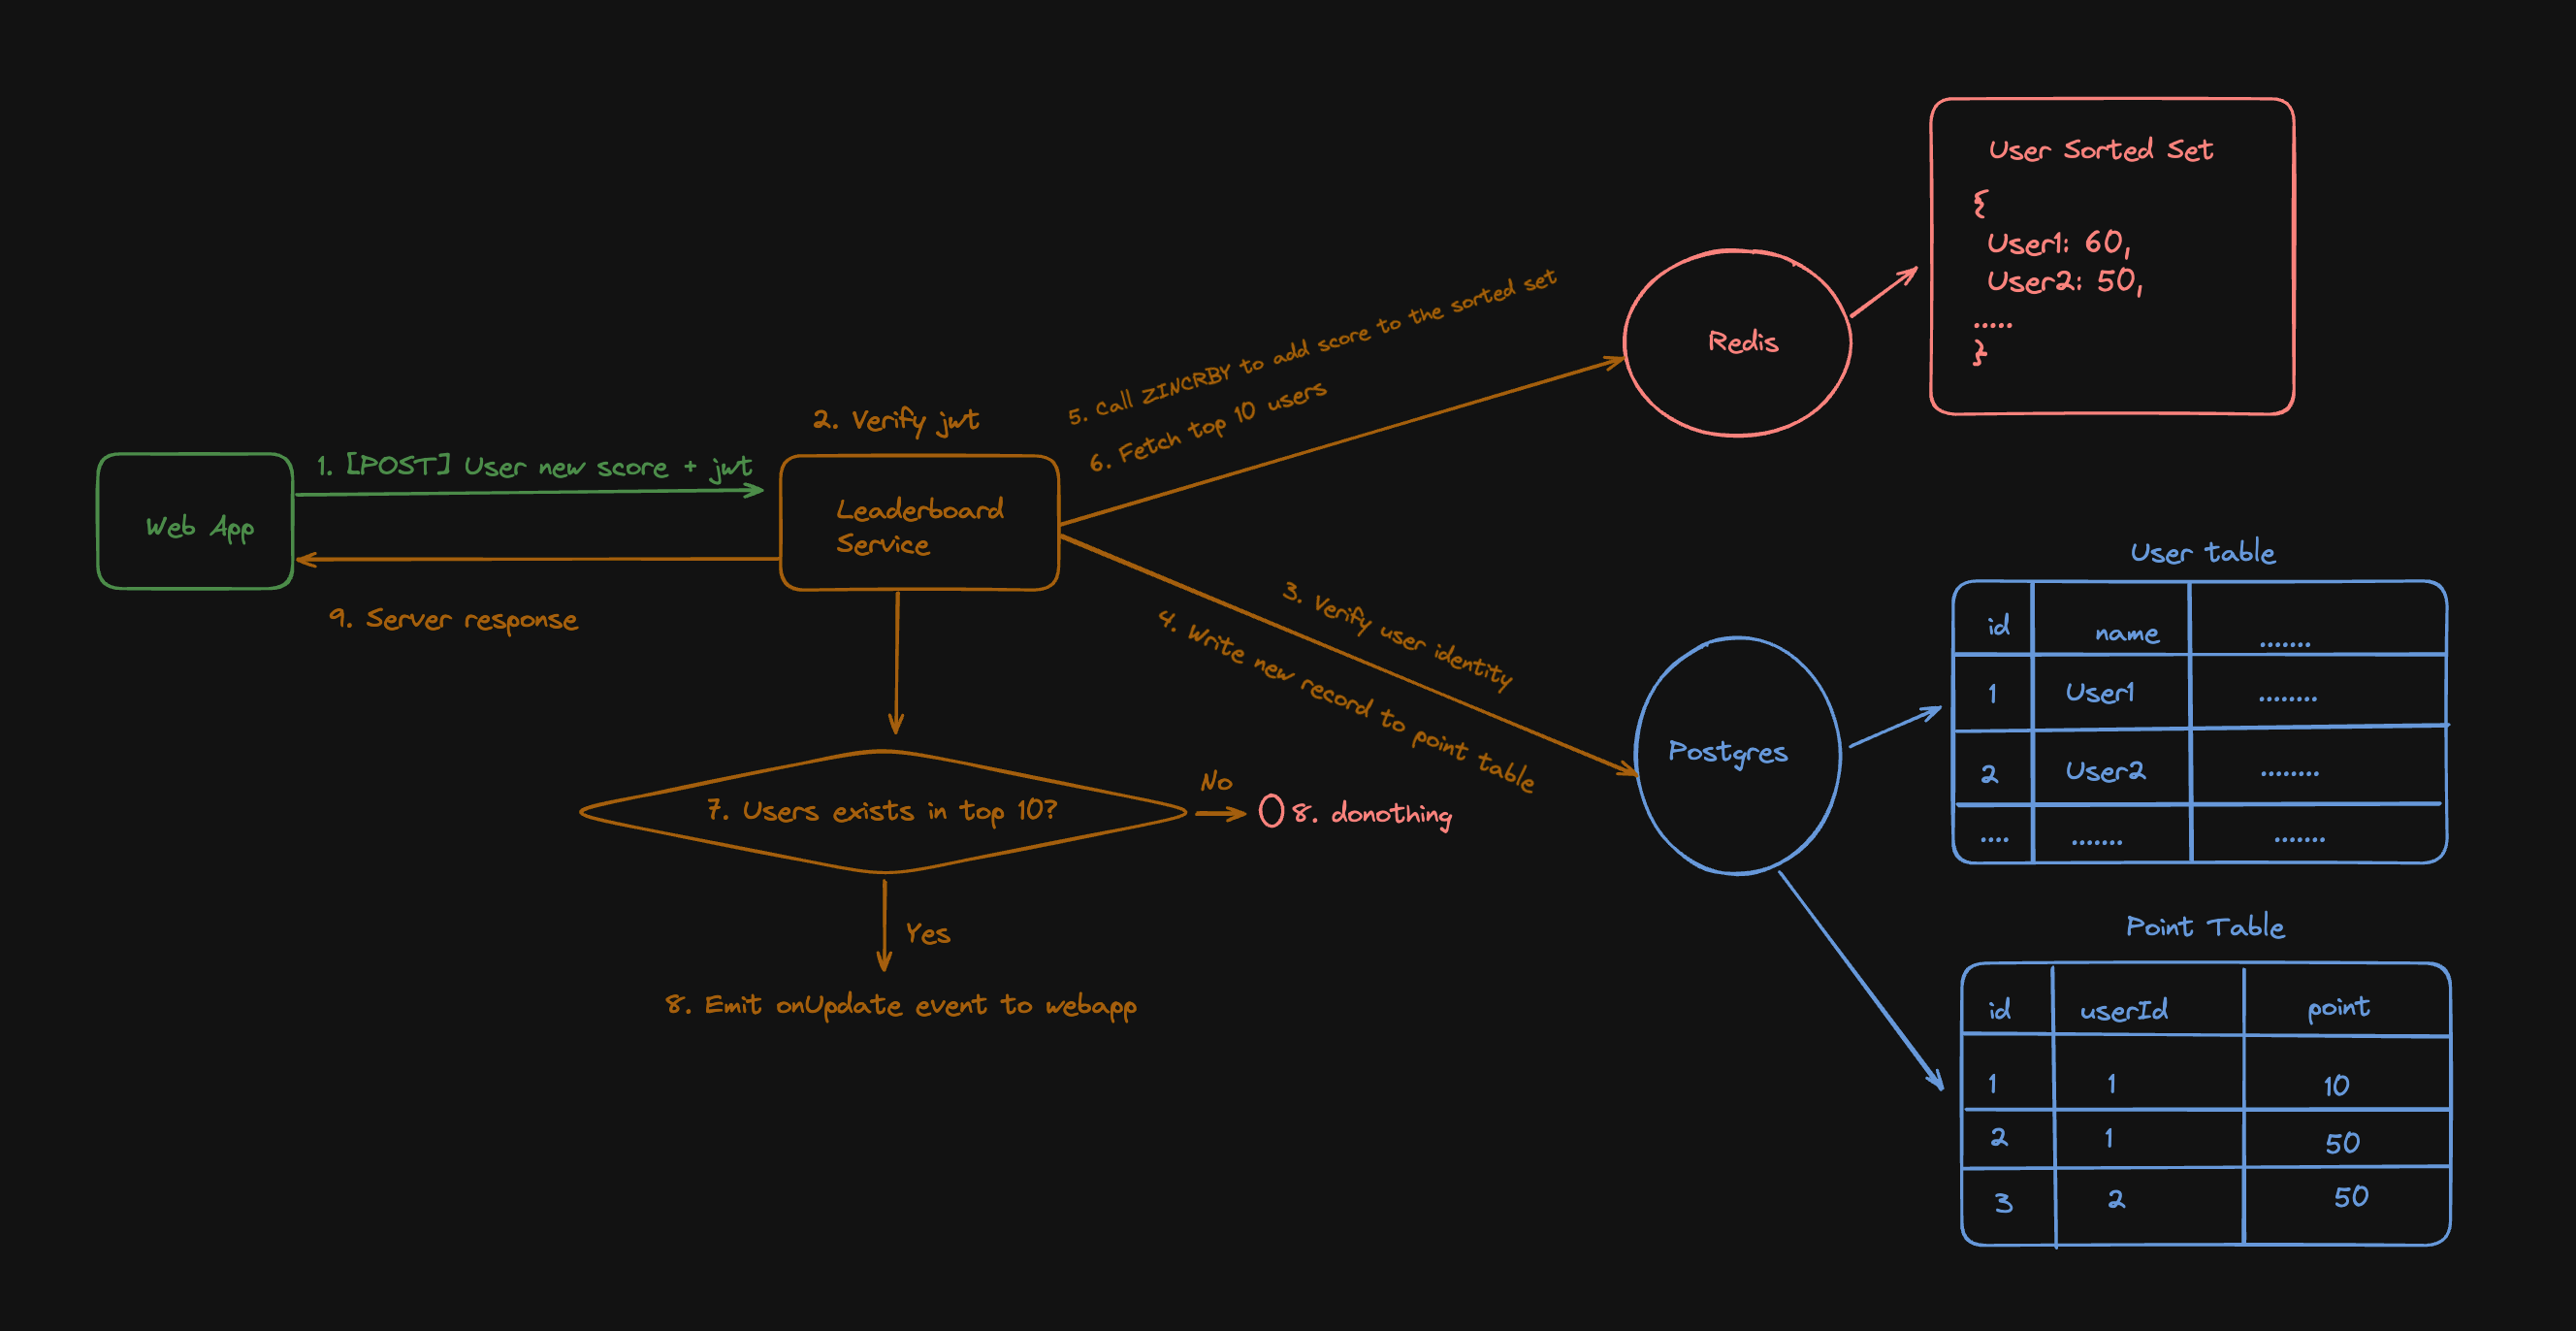 User Sorted Set
{
User1: 60,
User2: 50,
.....
}
Redis
5. Call ZINCRBY to add score to the sorted set
6. Fetch top 10 users
2. Verify jwt
1. [POST] User new score + jwt
Web App
Leaderboard
Service
9. Server response
3. Verify user identity
4. Write new record to point table
Postgres
7. Users exists in top 10?
No
8. donothing
Yes
8. Emit onUpdate event to webapp
User table
id name .......
1 User1 ........
2 User2 ........
.... ....... .......
Point Table
id userId point
1 1 10
2 1 50
3 2 50